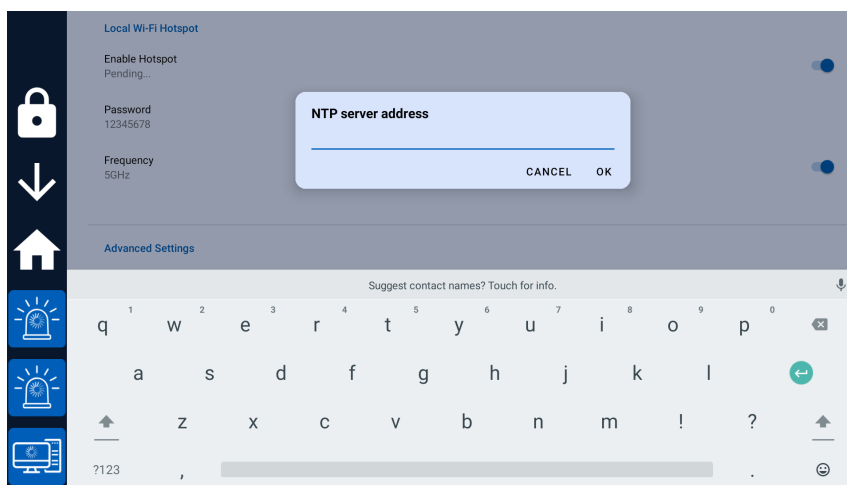 Local Wi-Fi Hotspot
Enable Hotspot
Pending...
Password
12345678
Frequency
5GHz
NTP server address
CANCEL OK
Advanced Settings
Suggest contact names? Touch for info.
q 1 w 2 e 3 r 4 t 5 y 6 u 7 i 8 o 9 p 0
a s d f g h j k l
z x c v b n m ! ?
?123 , .